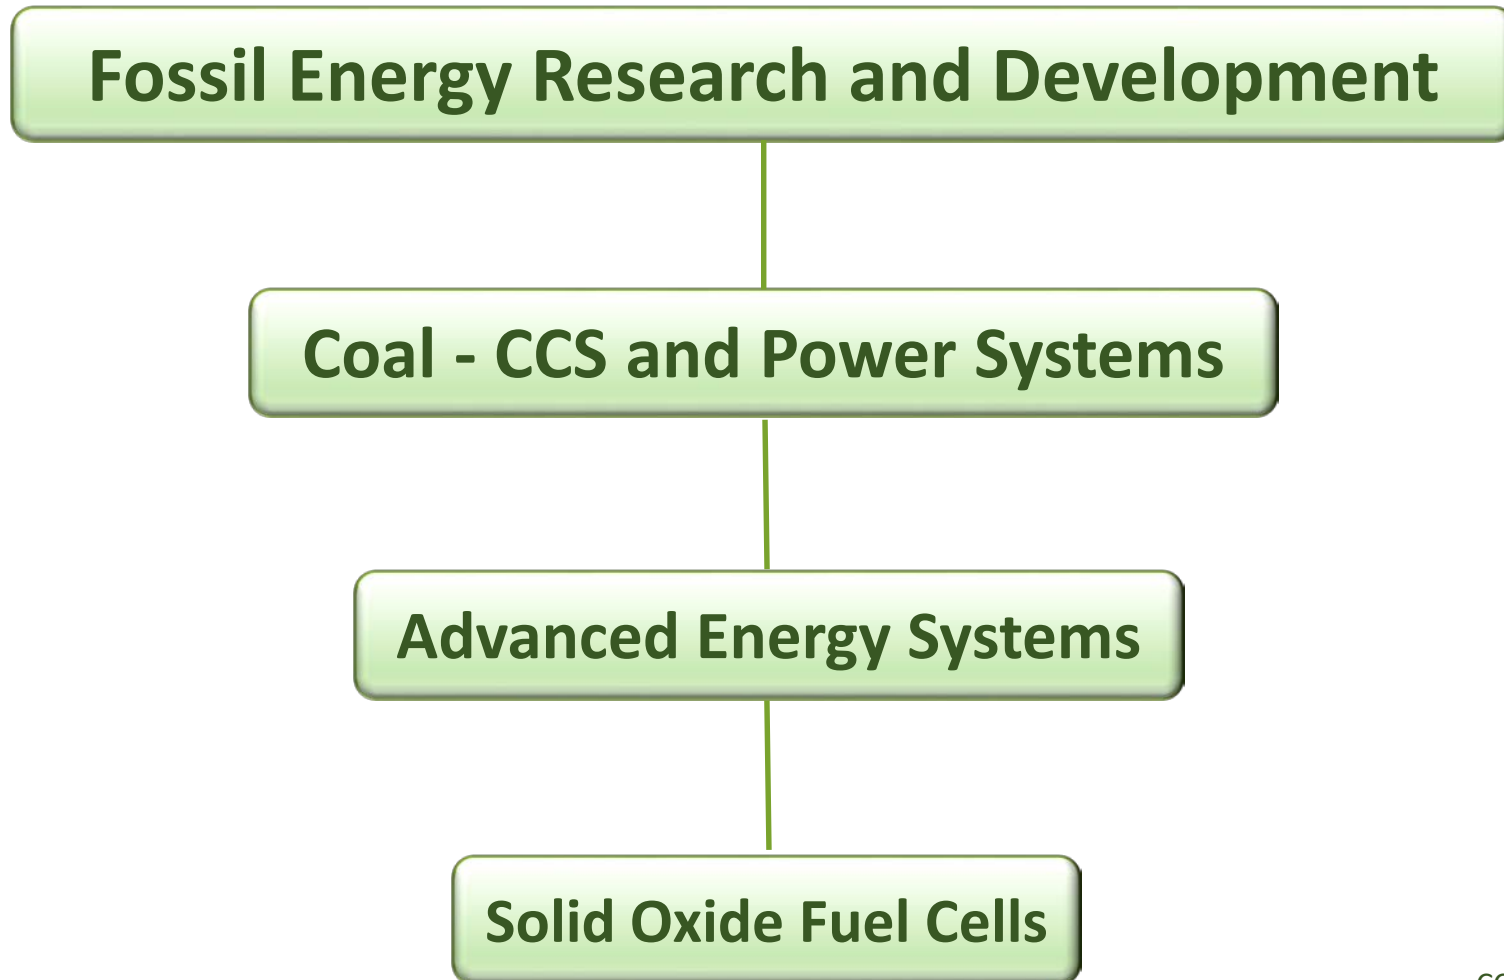 Fossil Energy Research and Development
Coal - CCS and Power Systems
Advanced Energy Systems
Solid Oxide Fuel Cells